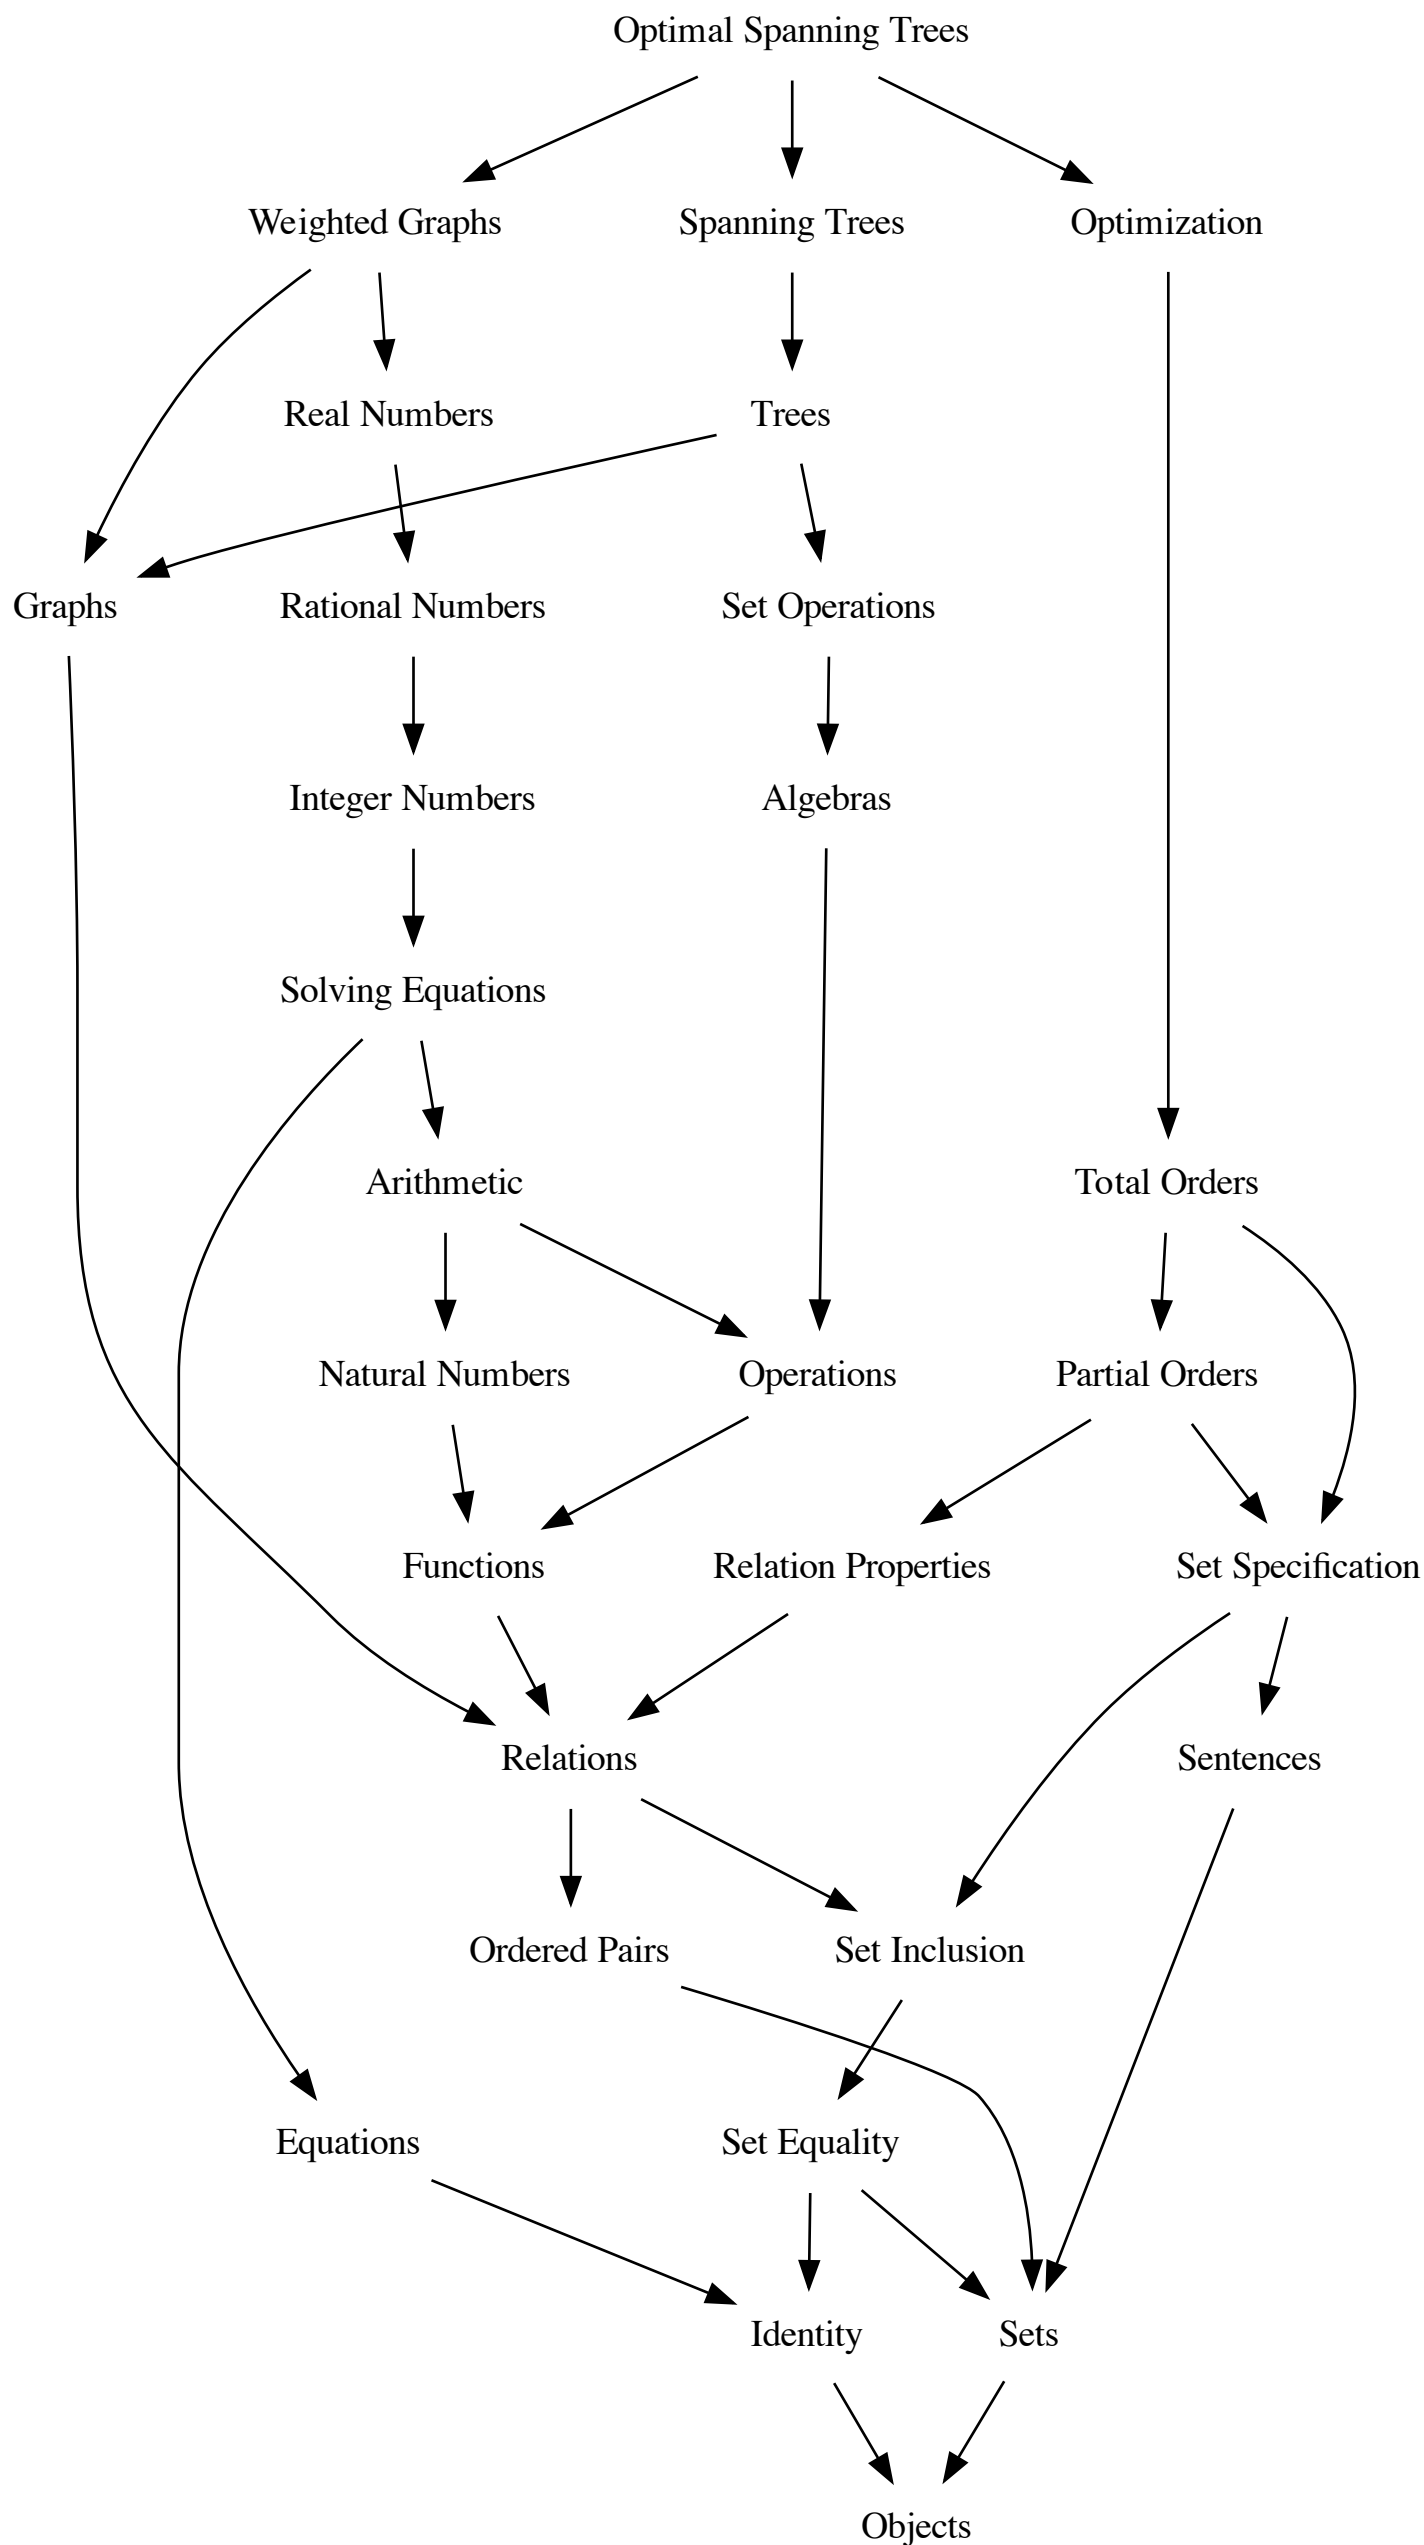 Optimal Spanning Trees
Weighted Graphs
Spanning Trees
Optimization
Real Numbers
Trees
Graphs
Rational Numbers
Set Operations
Integer Numbers
Algebras
Solving Equations
Arithmetic
Total Orders
Natural Numbers
Operations
Partial Orders
Functions
Relation Properties
Set Specification
Relations
Sentences
Ordered Pairs
Set Inclusion
Equations
Set Equality
Identity
Sets
Objects